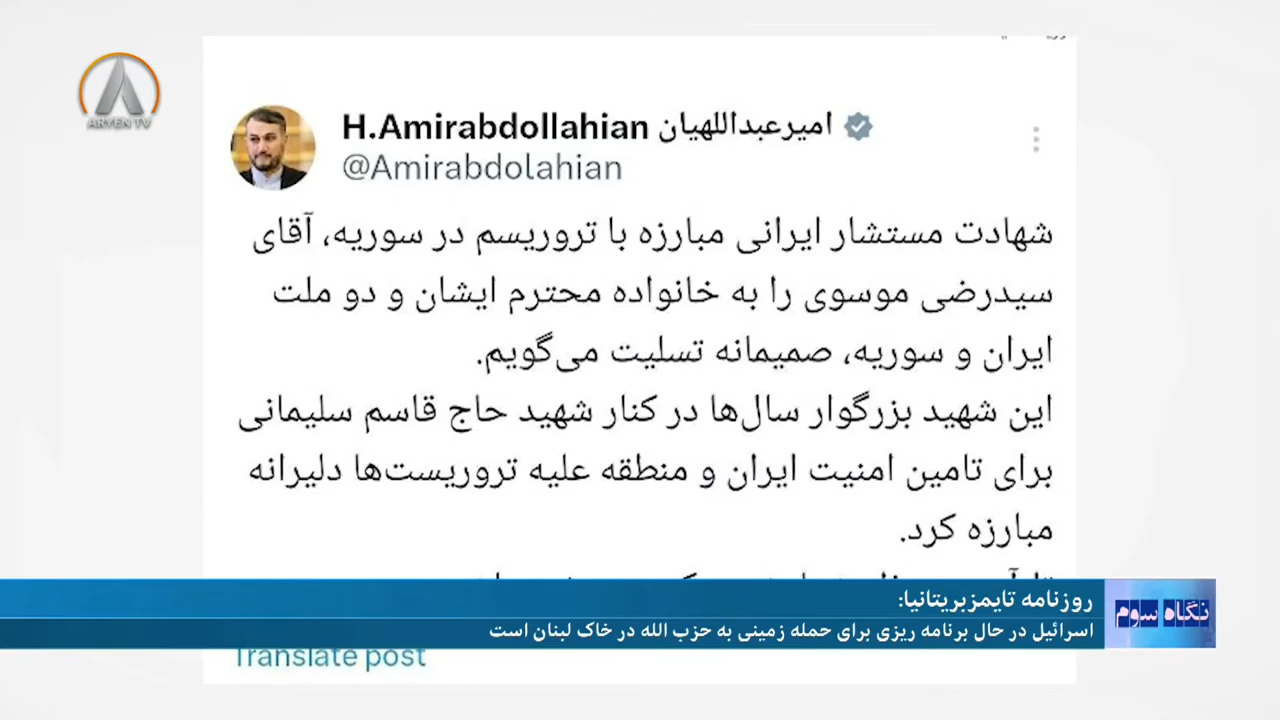 ARYEN TV
H.Amirabdollahian امیرعبداللهیان
@Amirabdolahian
شهادت مستشار ایرانی مبارزه با تروریسم در سوریه، آقای
سیدرضی موسوی را به خانواده محترم ایشان و دو ملت
ایران و سوریه، صمیمانه تسلیت می‌گویم.
این شهید بزرگوار سال‌ها در کنار شهید حاج قاسم سلیمانی
برای تامین امنیت ایران و منطقه علیه تروریست‌ها دلیرانه
مبارزه کرد.
روزنامه تایمزبریتانیا:
اسرائیل در حال برنامه ریزی برای حمله زمینی به حزب الله در خاک لبنان است
نگاه سوم
Translate post